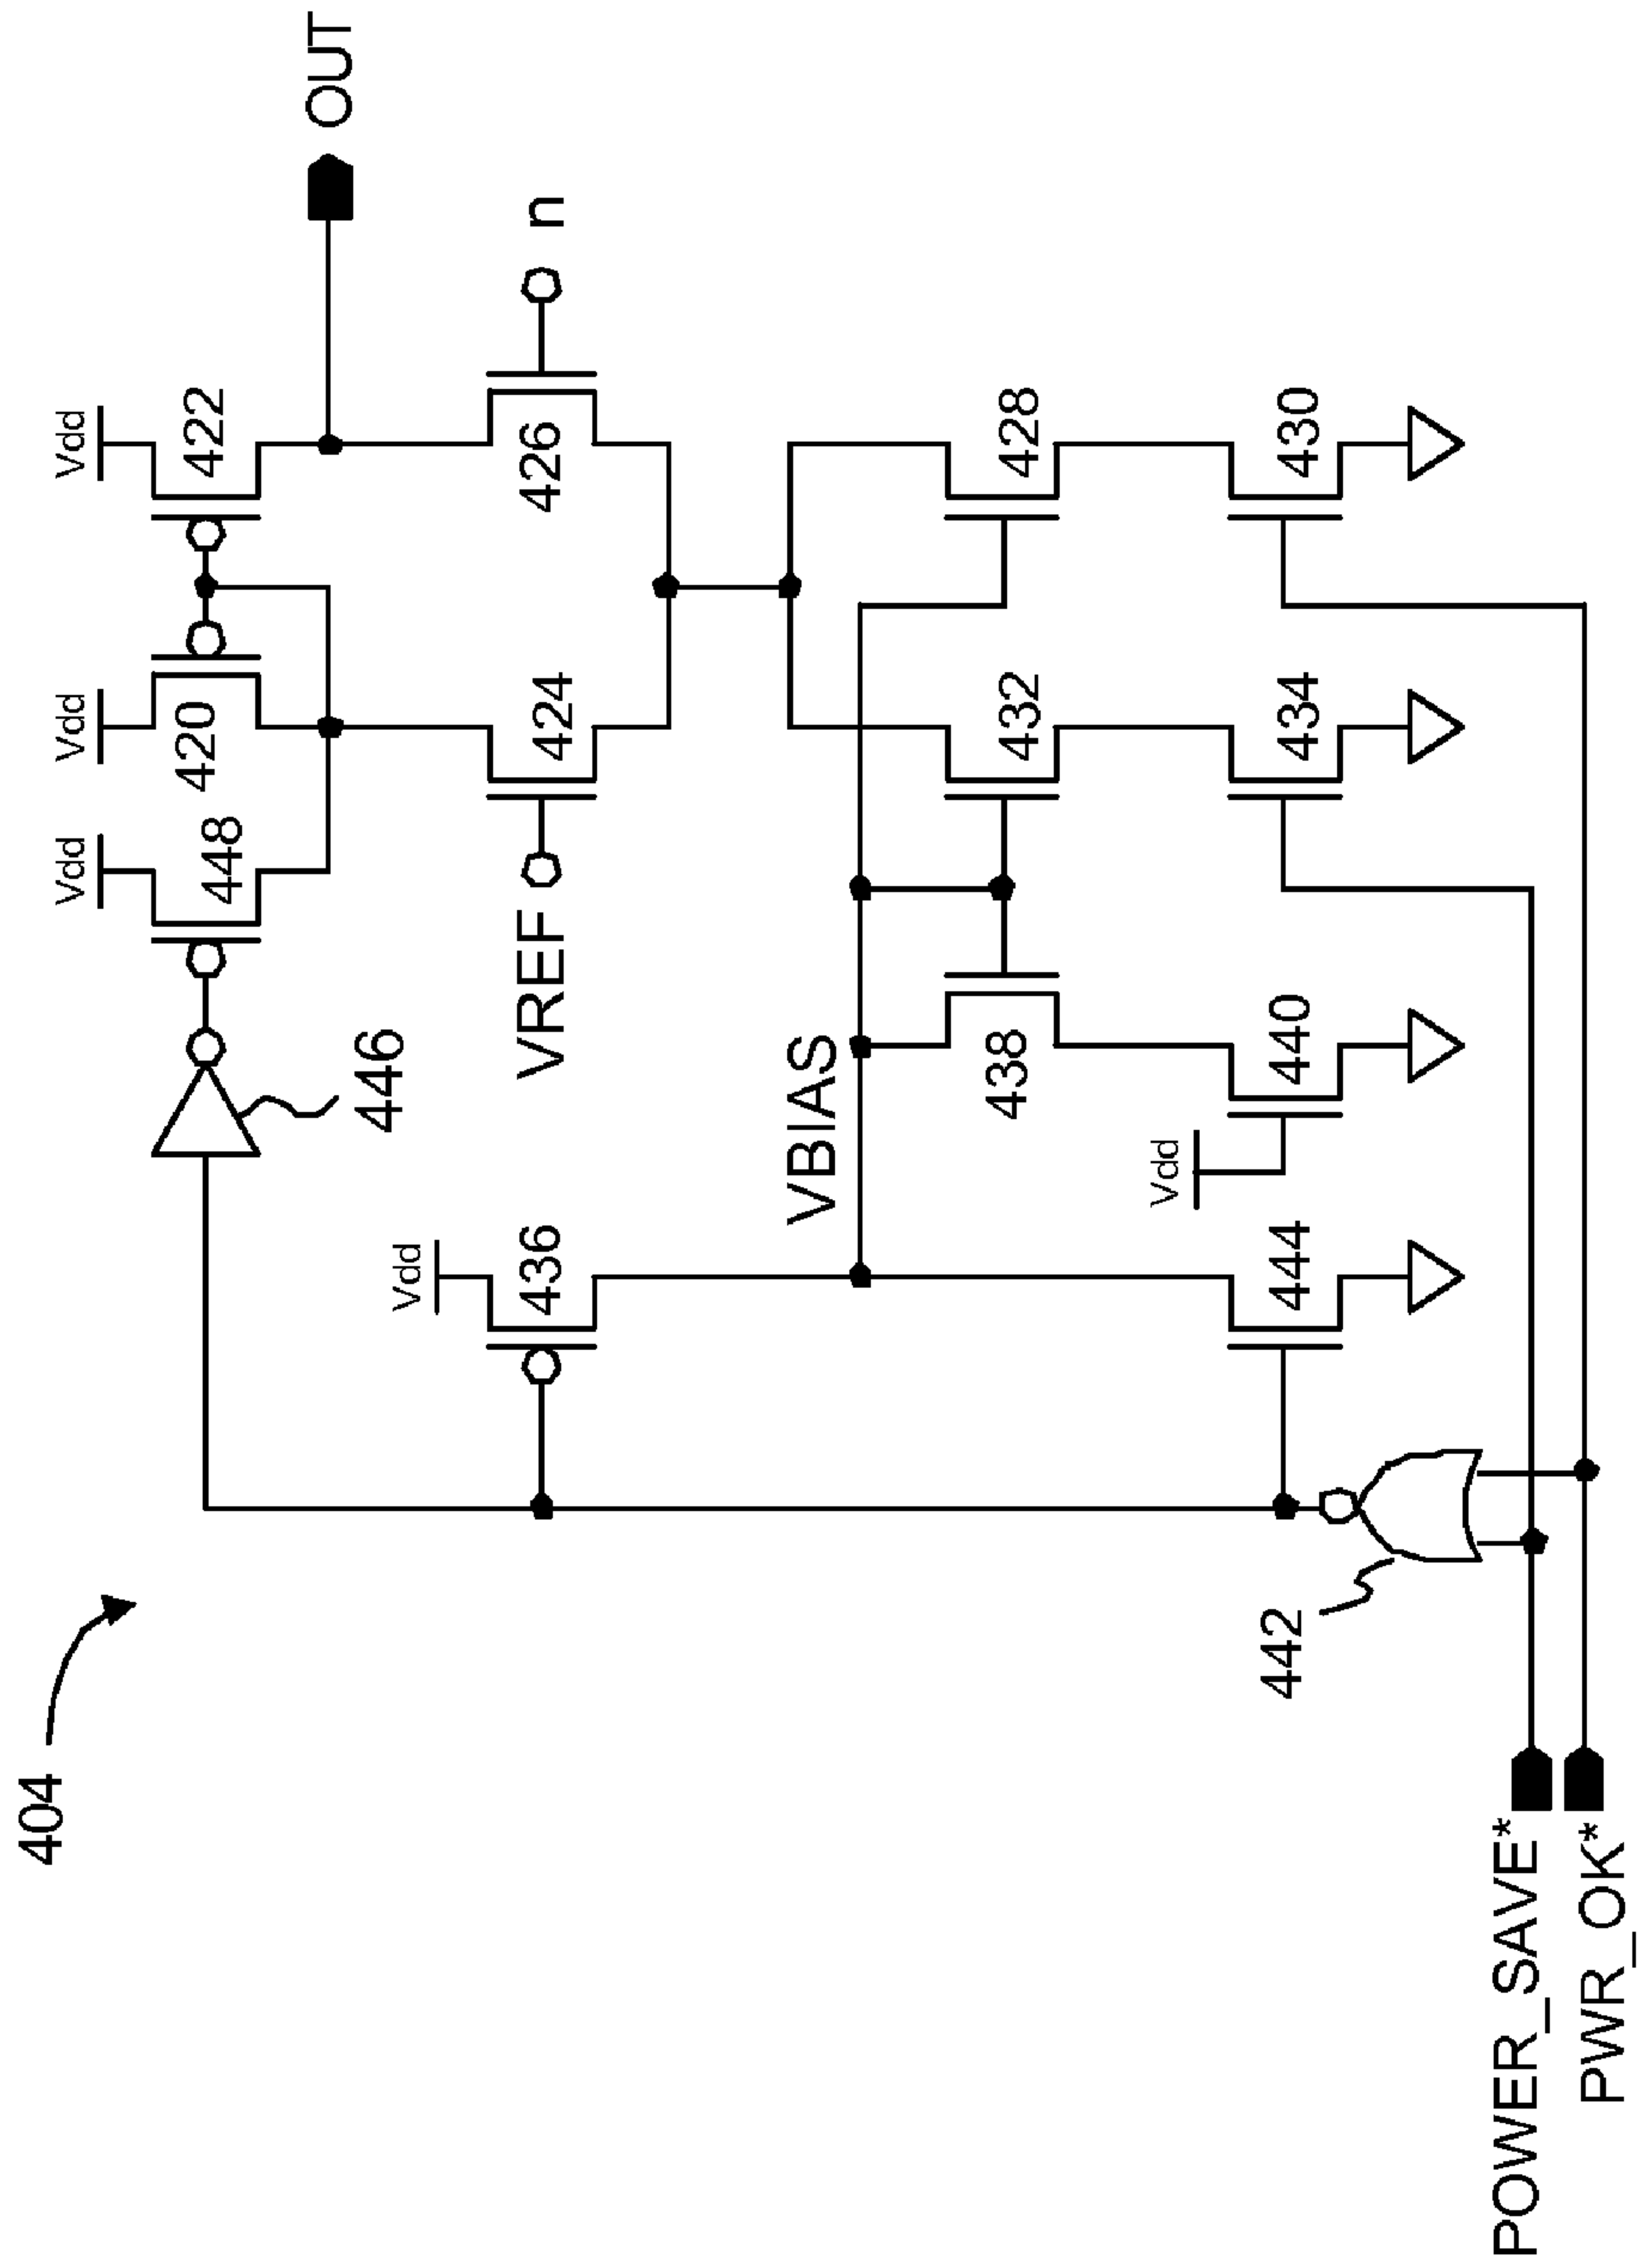 404
Vdd
Vdd
Vdd
448
420
422
OUT
446
Vdd
436
VREF
424
426
n
VBIAS
438
432
428
Vdd
442
444
440
434
430
POWER_SAVE*
PWR_OK*